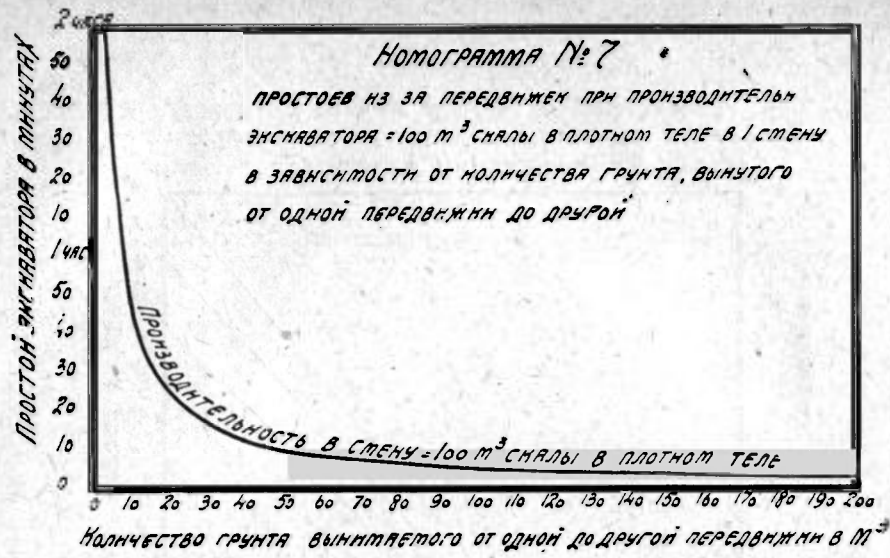 Номограмма №7
простоев из за передвижек при производительн
экскаватора = 100 m³ скалы в плотном теле в 1 смену
в зависимости от количества грунта, вынутого
от одной передвижки до другой
Простой экскаватора в минутах
2 часа
50
40
30
20
10
1 час
50
40
30
20
10
0
Производительность в смену = 100 m³ скалы в плотном теле
0 10 20 30 40 50 60 70 80 90 100 110 120 130 140 150 160 170 180 190 200
Количество грунта вынимаемого от одной до другой передвижки в м³